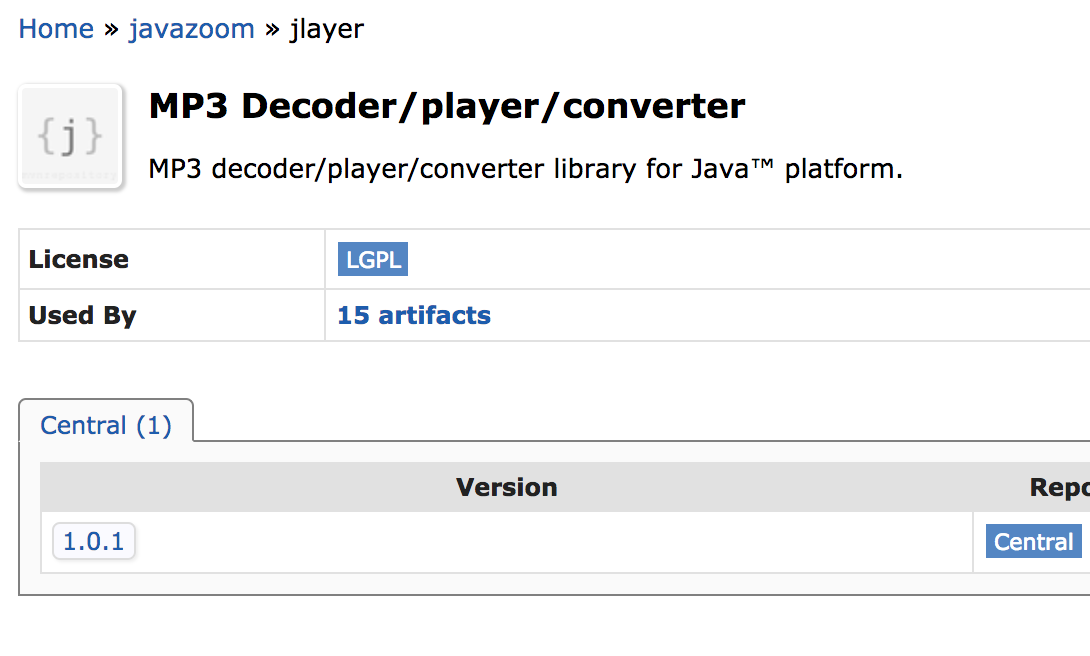 Home » javazoom » jlayer
{j}
MP3 Decoder/player/converter
MP3 decoder/player/converter library for Java™ platform.
License LGPL
Used By 15 artifacts
Central (1)
Version Repo
1.0.1 Central